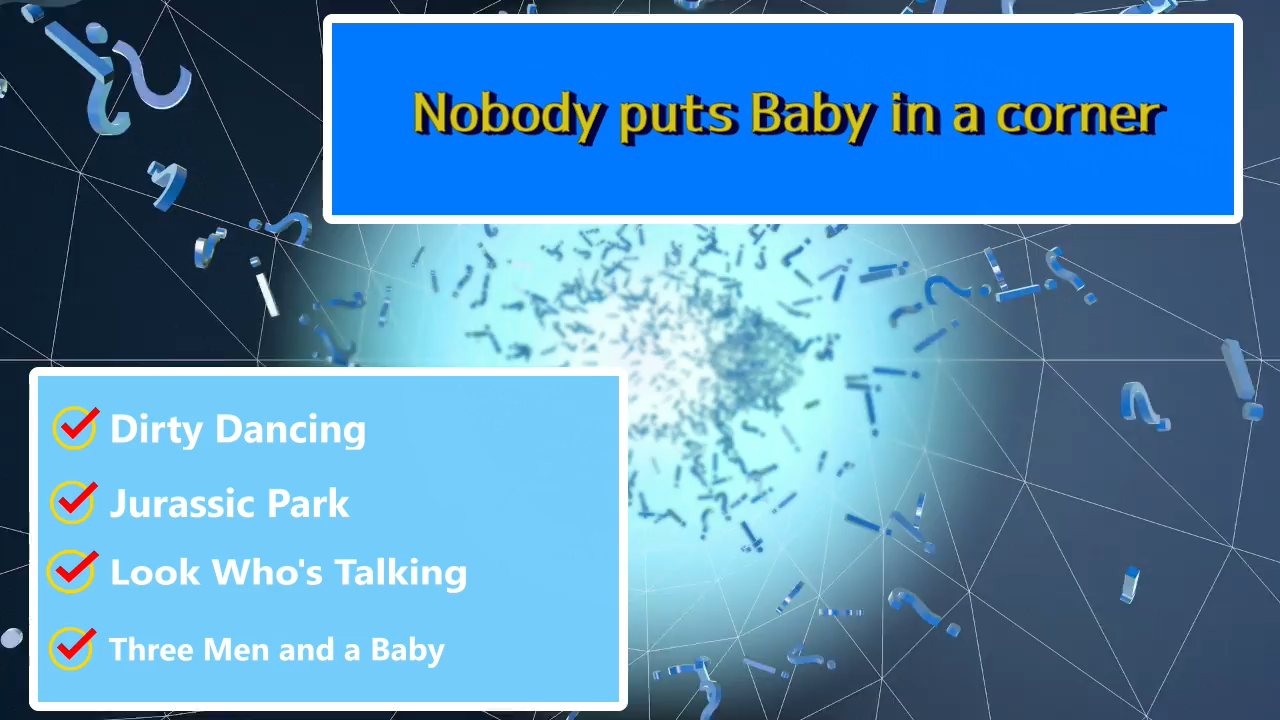 Nobody puts Baby in a corner
Dirty Dancing
Jurassic Park
Look Who's Talking
Three Men and a Baby